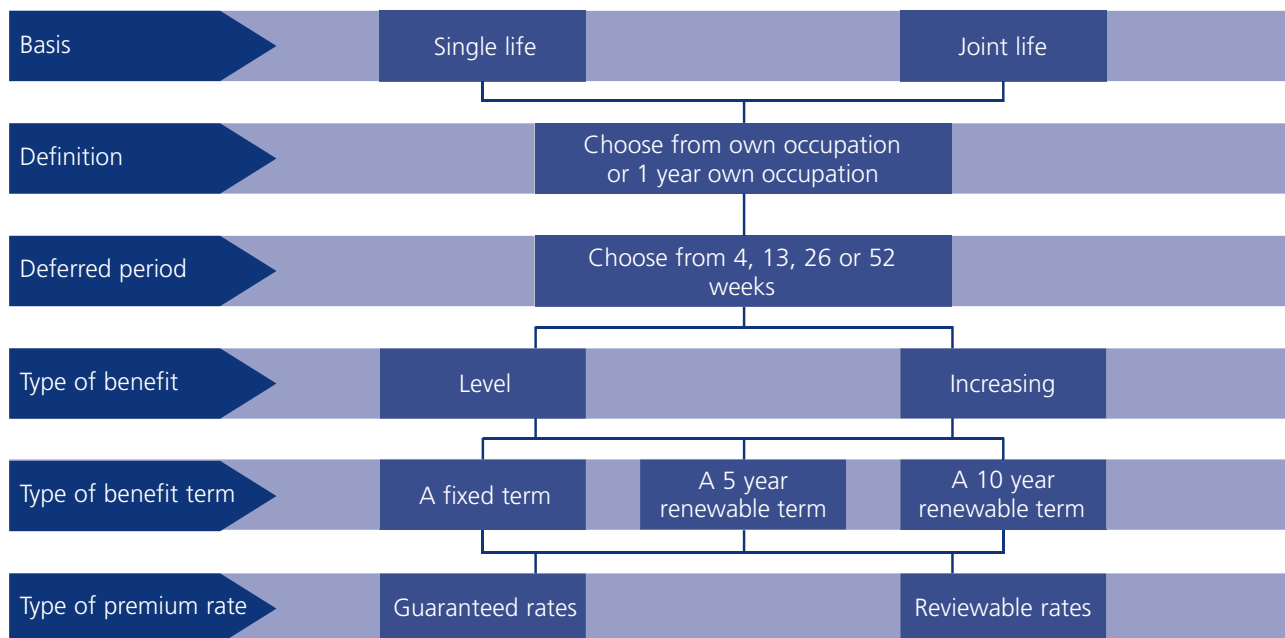 Basis
Single life
Joint life
Definition
Choose from own occupation
or 1 year own occupation
Deferred period
Choose from 4, 13, 26 or 52
weeks
Type of benefit
Level
Increasing
Type of benefit term
A fixed term
A 5 year
renewable term
A 10 year
renewable term
Type of premium rate
Guaranteed rates
Reviewable rates